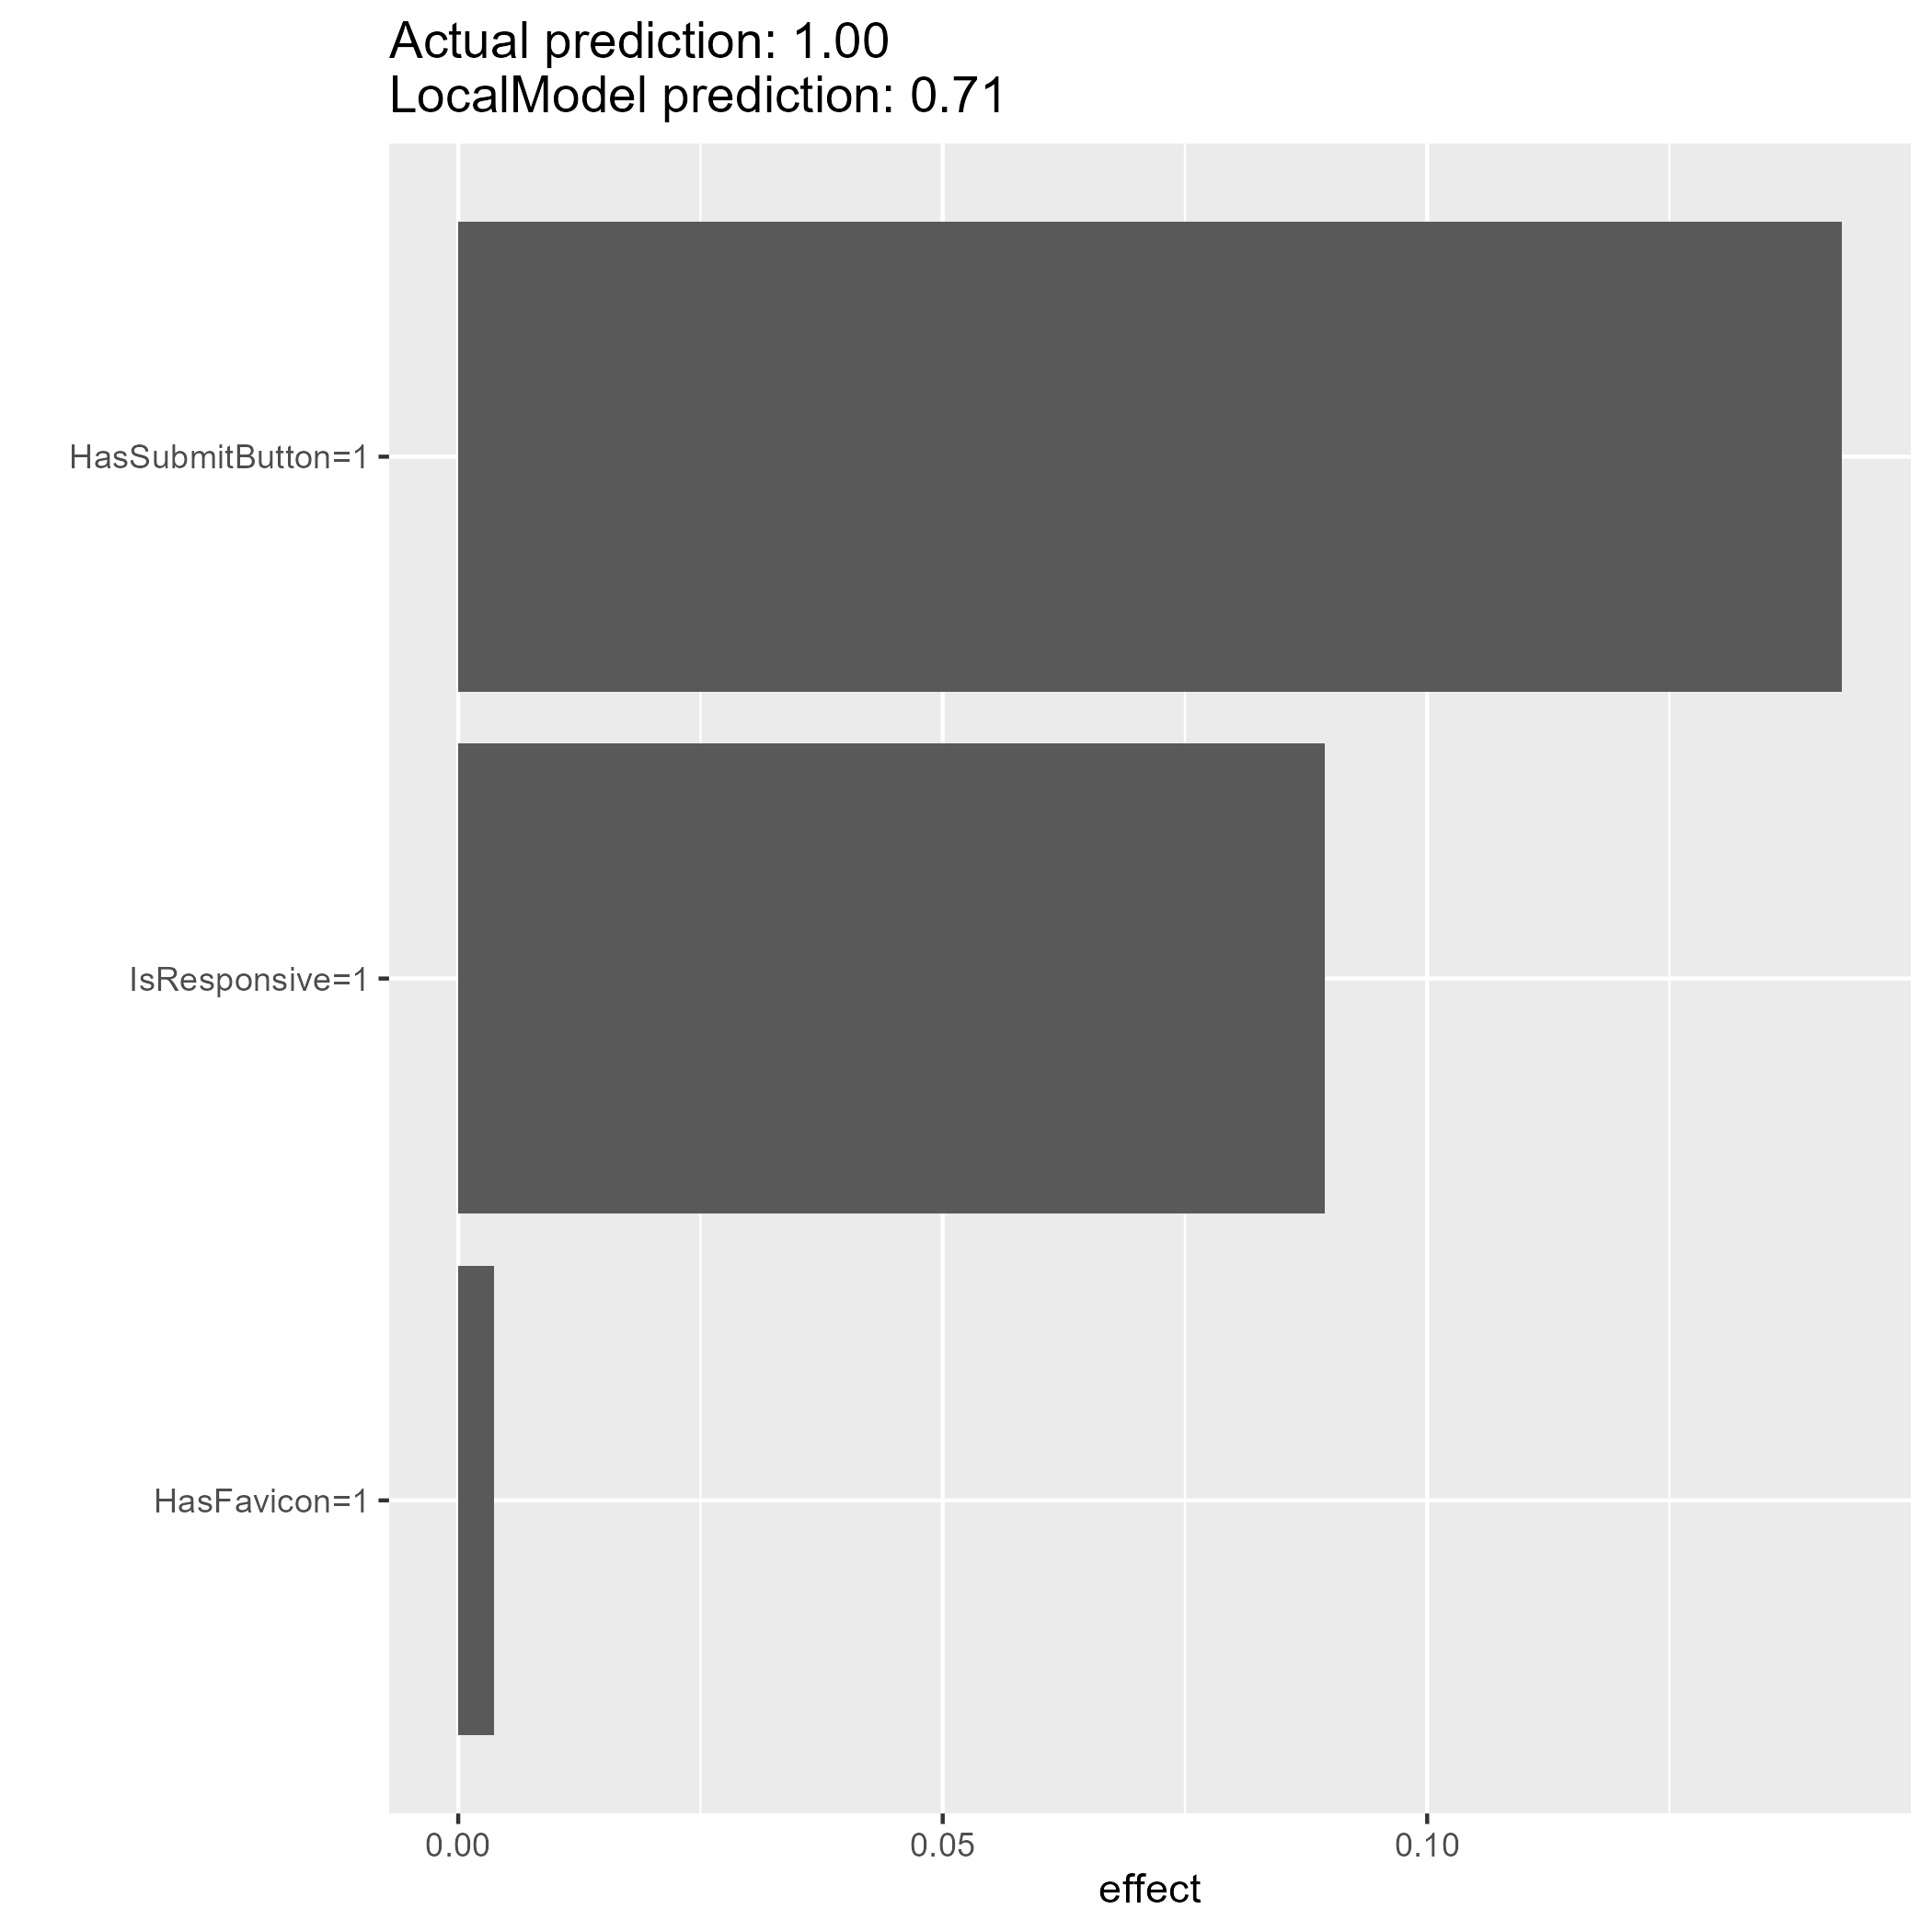 Actual prediction: 1.00
LocalModel prediction: 0.71
HasSubmitButton=1
IsResponsive=1
HasFavicon=1
0.00 0.05 0.10
effect